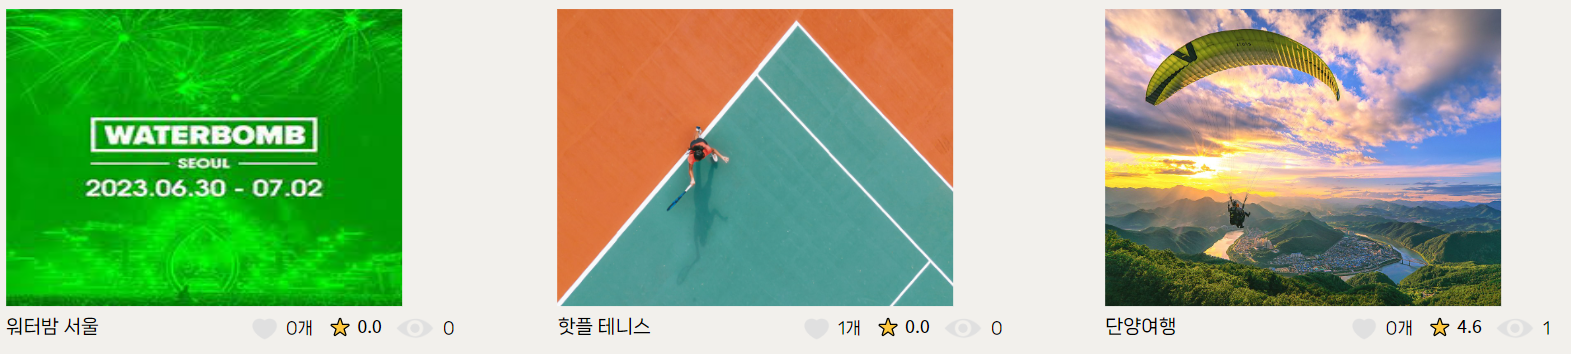 WATERBOMB
SEOUL
2023.06.30 - 07.02
워터밤 서울 0개 0.0 0
핫플 테니스 1개 0.0 0
단양여행 0개 4.6 1